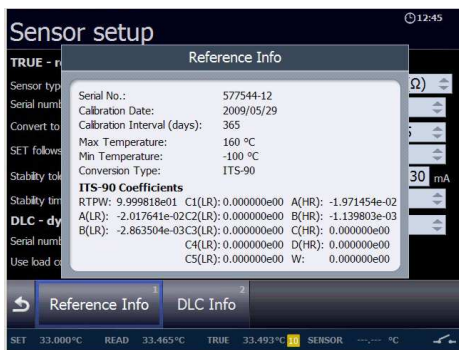 Sensor setup
12:45
TRUE - r
Reference Info
Sensor typ
Ω)
Serial numb
Convert to
SET follows
Stability tole
30 mA
Stability tim
DLC - dy
Serial numb
Use load co
Serial No.: 577544-12
Calibration Date: 2009/05/29
Calibration Interval (days): 365
Max Temperature: 160 °C
Min Temperature: -100 °C
Conversion Type: ITS-90
ITS-90 Coefficients
RTPW: 9.999818e01 C1(LR): 0.000000e00 A(HR): -1.971454e-02
A(LR): -2.017641e-02 C2(LR): 0.000000e00 B(HR): -1.139803e-03
B(LR): -2.863504e-03 C3(LR): 0.000000e00 C(HR): 0.000000e00
C4(LR): 0.000000e00 D(HR): 0.000000e00
C5(LR): 0.000000e00 W: 0.000000e00
Reference Info 1
DLC Info 2
SET 33.000°C READ 33.465°C TRUE 33.493°C 10 SENSOR ---.--- °C